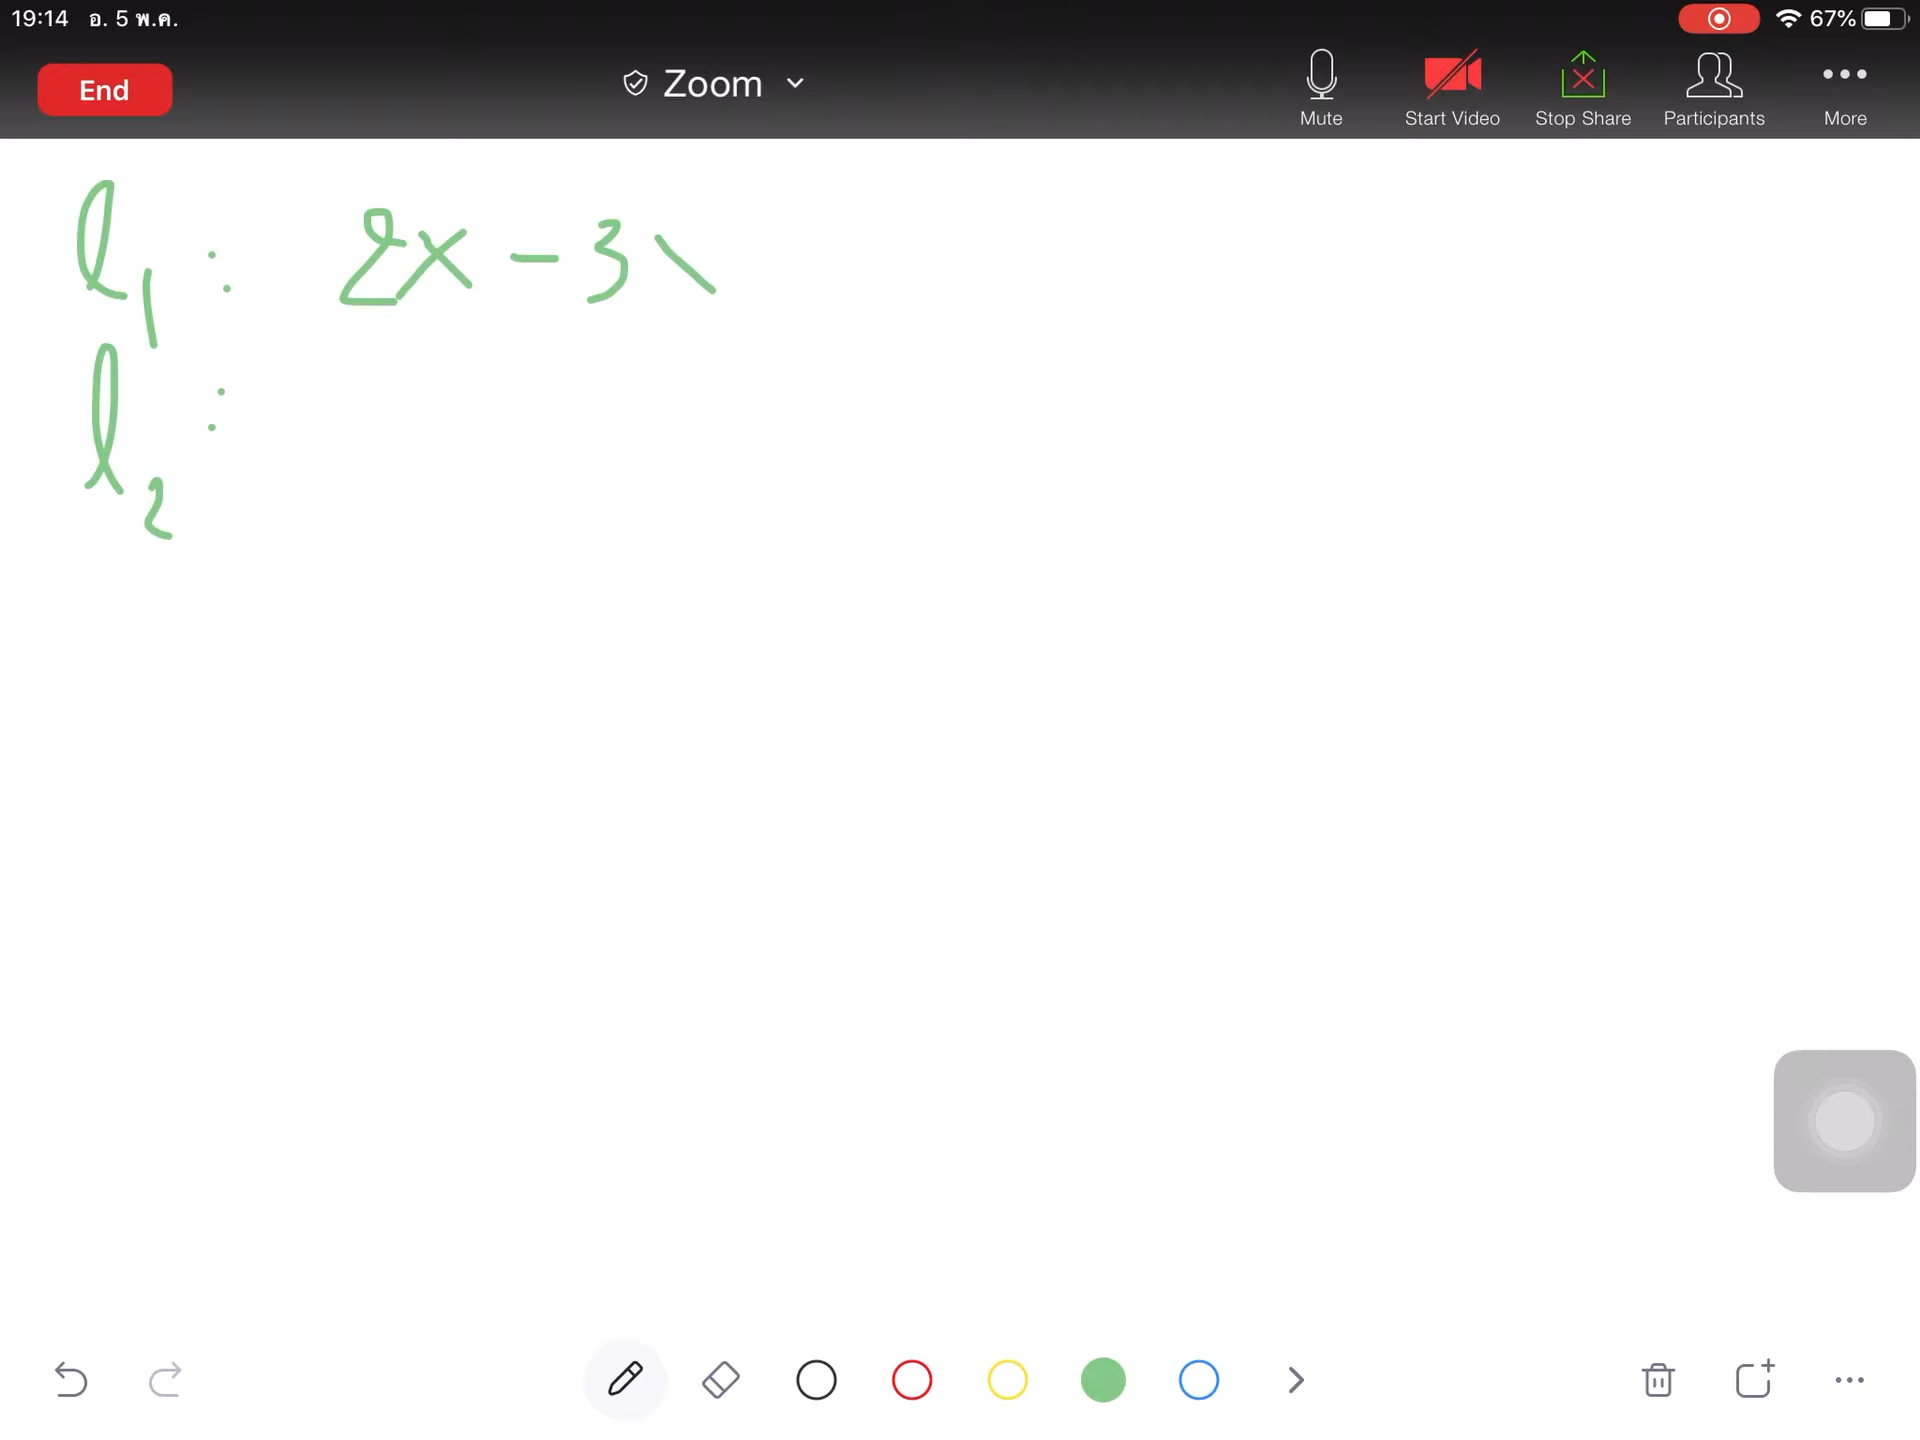 19:14 อ. 5 พ.ค. 67%
End Zoom Mute Start Video Stop Share Participants More
l₁ : 2x - 3
l₂ :